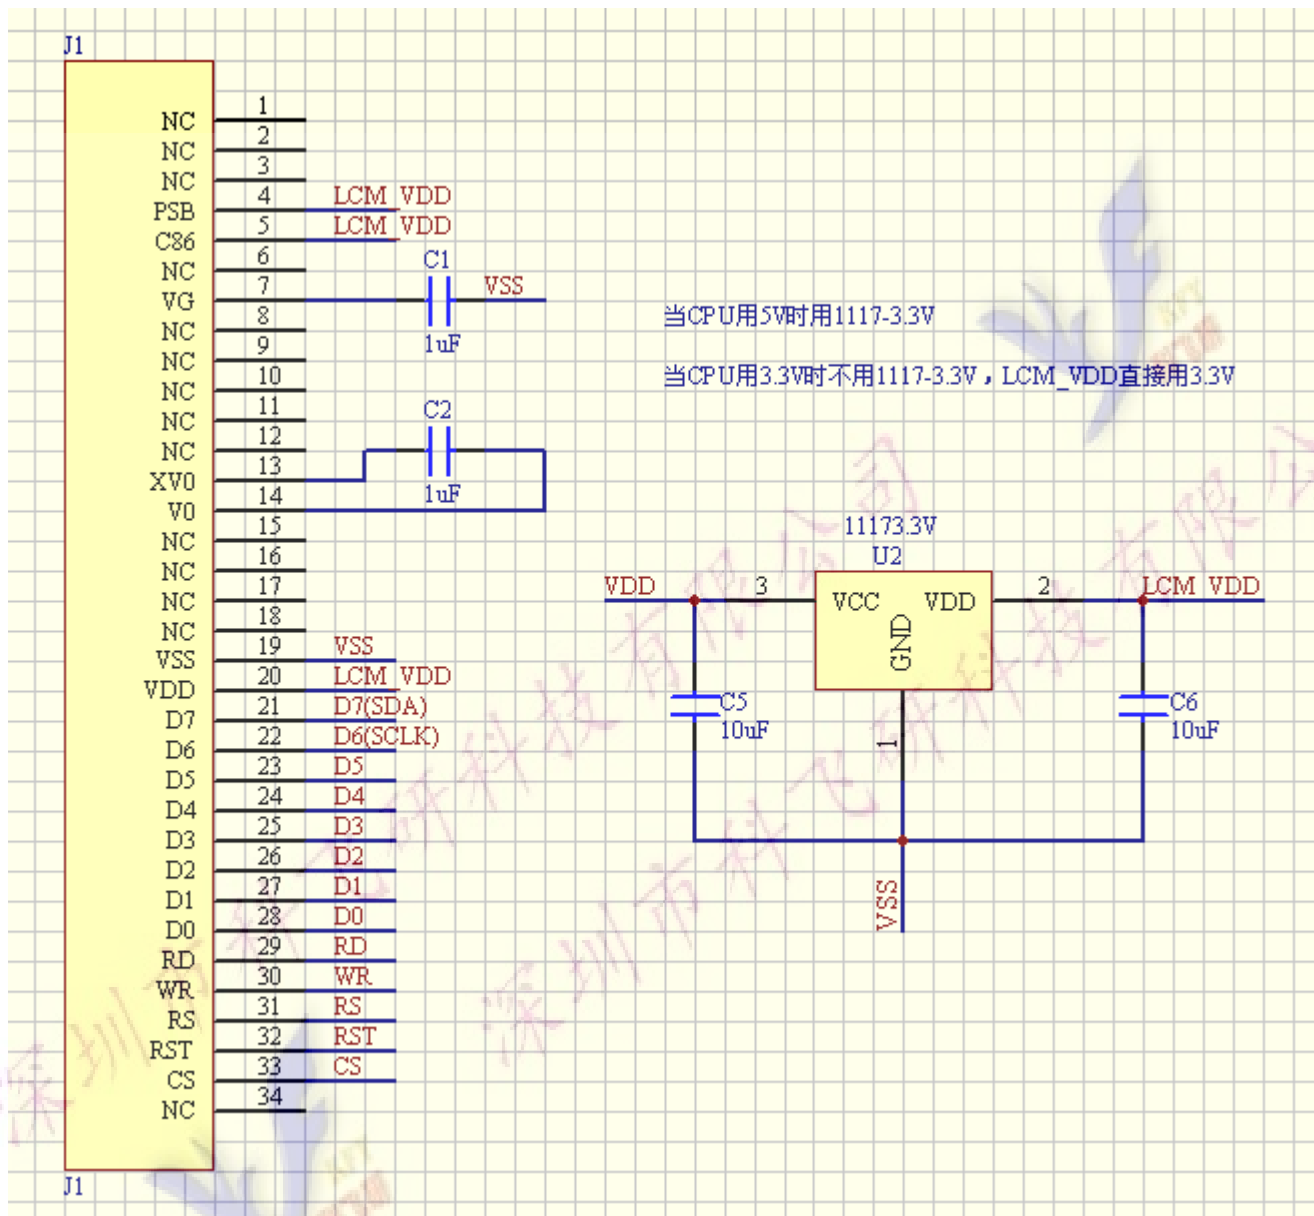 J1
NC 1
NC 2
NC 3
PSB 4 LCM_VDD
C86 5 LCM_VDD
NC 6
VG 7
C1
1uF
VSS
NC 8
NC 9
NC 10
NC 11
NC 12
XV0 13
V0 14
C2
1uF
NC 15
NC 16
NC 17
NC 18
VSS 19 VSS
VDD 20 LCM_VDD
D7 21 D7(SDA)
D6 22 D6(SCLK)
D5 23 D5
D4 24 D4
D3 25 D3
D2 26 D2
D1 27 D1
D0 28 D0
RD 29 RD
WR 30 WR
RS 31 RS
RST 32 RST
CS 33 CS
NC 34
J1
当CPU用5V时用1117-3.3V
当CPU用3.3V时不用1117-3.3V，LCM_VDD直接用3.3V
11173.3V
U2
VDD 3 VCC VDD 2 LCM_VDD
GND
C5
10uF
1
C6
10uF
VSS
深圳市科飞研科技有限公司
深圳市科飞研科技有限公
KFY
KFY